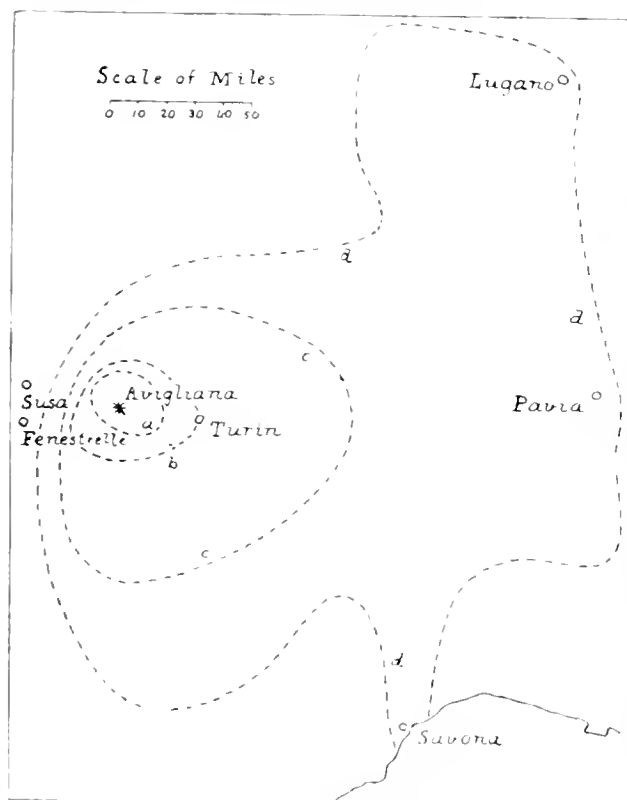 Scale of Miles
0 10 20 30 40 50
Lugano
d
d
c
Susa
Avigliana
Pavia
Fenestrelle
a
Turin
b
c
d
Savona